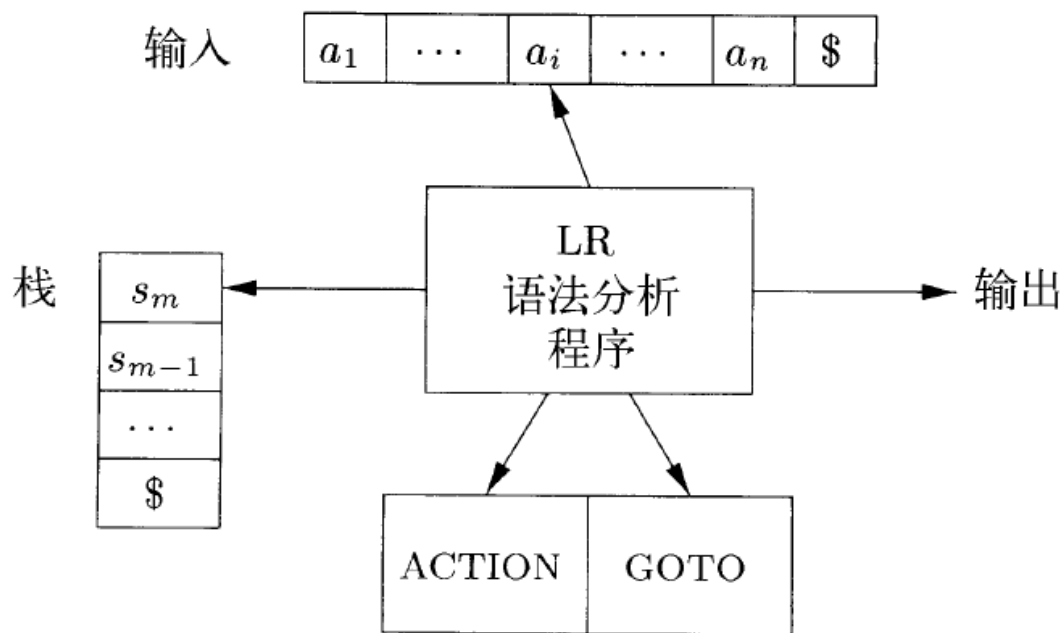 输入 a₁ ··· aᵢ ··· aₙ $
LR
语法分析
程序
栈
sₘ
sₘ₋₁
···
$
输出
ACTION GOTO